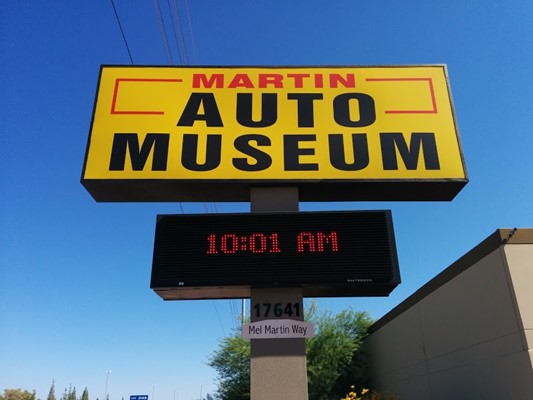 MARTIN
AUTO
MUSEUM
10:01 AM
17641
Mel Martin Way